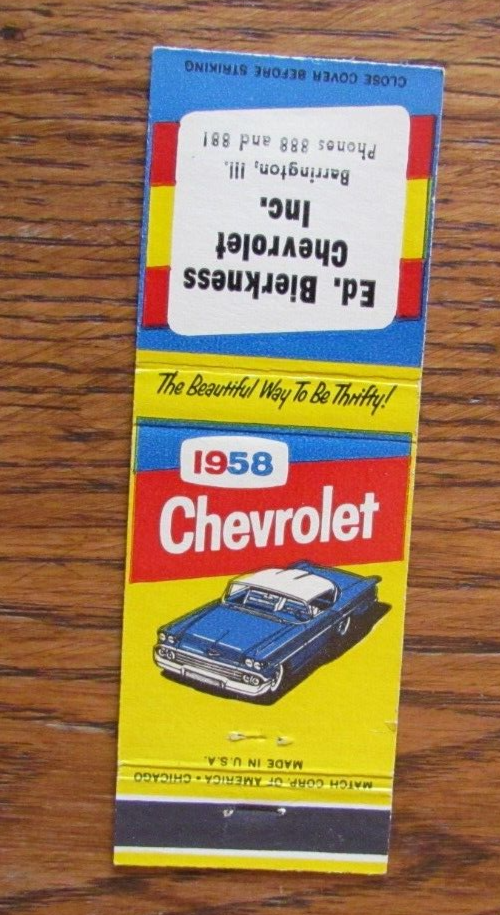 Ed. Bierkness
Chevrolet
Inc.
Barrington, Ill.
Phones 888 and 881
CLOSE COVER BEFORE STRIKING
The Beautiful Way To Be Thrifty!
1958
Chevrolet
MATCH CORP. OF AMERICA • CHICAGO
MADE IN U.S.A.